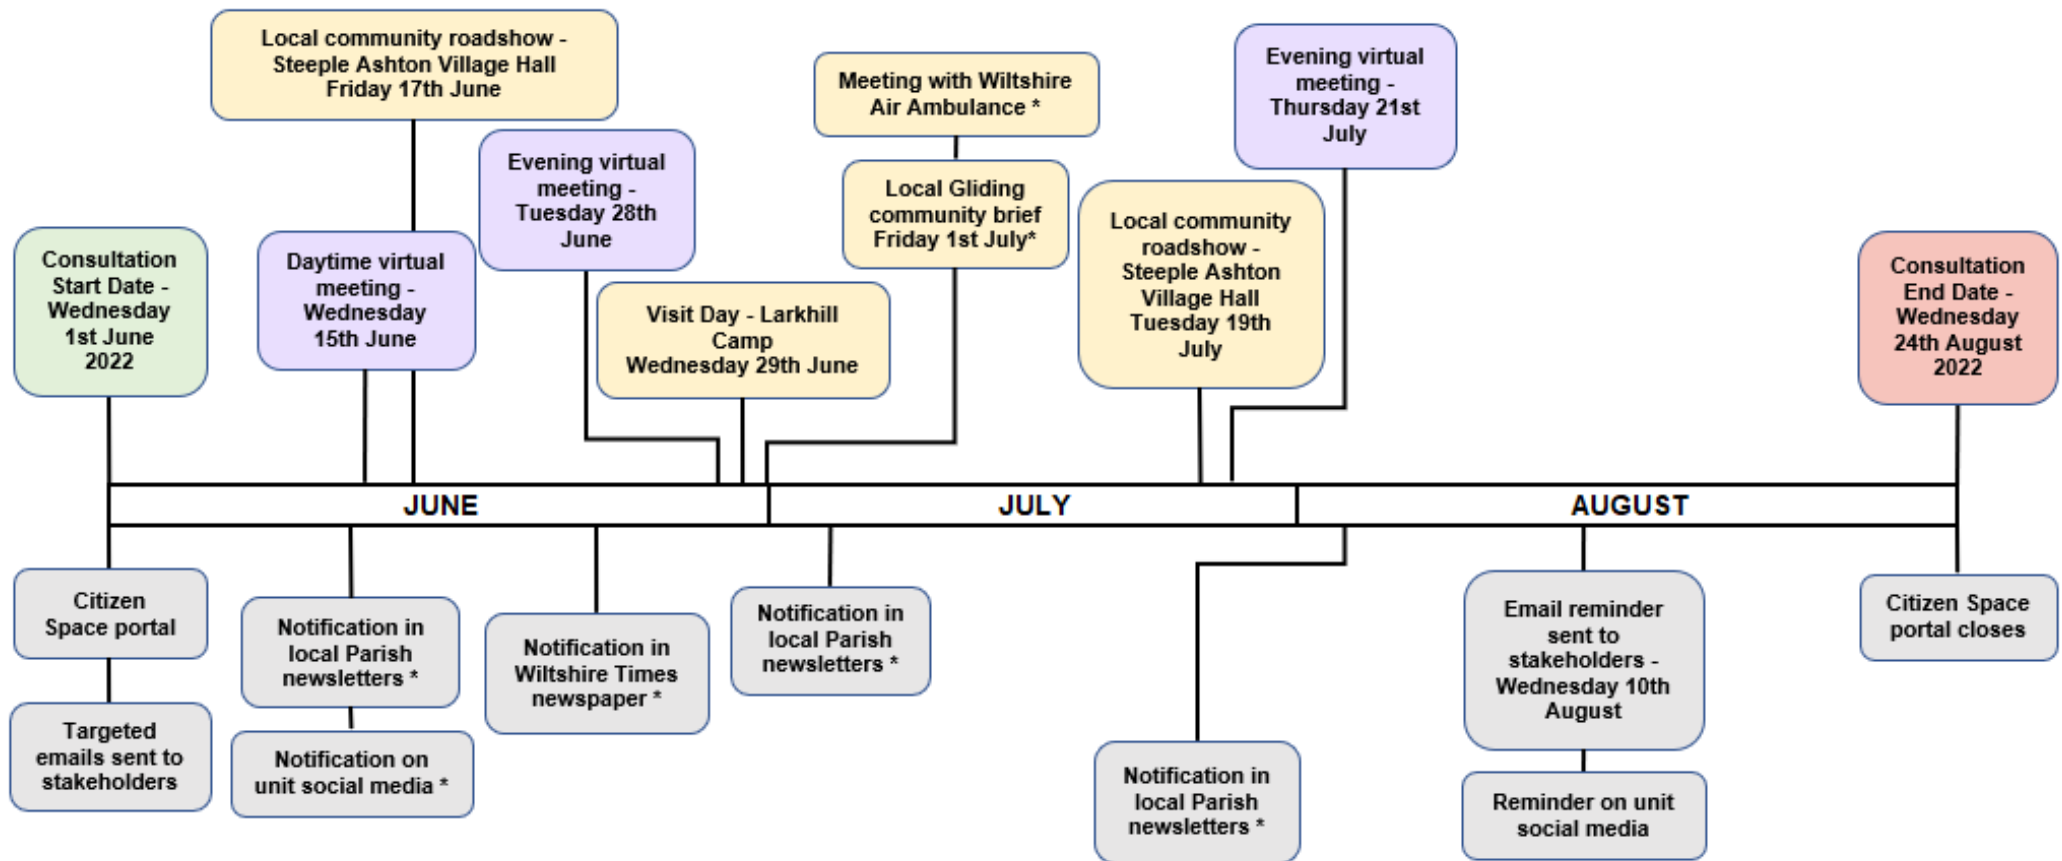 Local community roadshow -
Steeple Ashton Village Hall
Friday 17th June
Evening virtual
meeting -
Thursday 21st
July
Meeting with Wiltshire
Air Ambulance *
Evening virtual
meeting -
Tuesday 28th
June
Local Gliding
community brief
Friday 1st July*
Local community
roadshow -
Steeple Ashton
Village Hall
Tuesday 19th
July
Consultation
Start Date -
Wednesday
1st June
2022
Daytime virtual
meeting -
Wednesday
15th June
Visit Day - Larkhill
Camp
Wednesday 29th June
Consultation
End Date -
Wednesday
24th August
2022
JUNE
JULY
AUGUST
Citizen
Space portal
Notification in
local Parish
newsletters *
Notification in
Wiltshire Times
newspaper *
Notification in
local Parish
newsletters *
Email reminder
sent to
stakeholders -
Wednesday 10th
August
Citizen Space
portal closes
Targeted
emails sent to
stakeholders
Notification on
unit social media *
Notification in
local Parish
newsletters *
Reminder on unit
social media